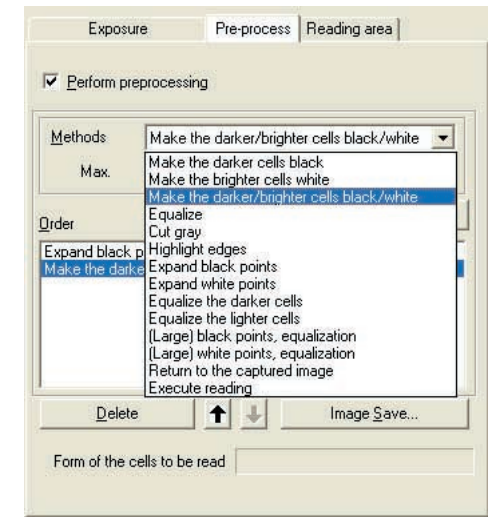 Exposure Pre-process Reading area
Perform preprocessing
Methods Make the darker/brighter cells black/white
Max.
Make the darker cells black
Make the brighter cells white
Make the darker/brighter cells black/white
Equalize
Cut gray
Highlight edges
Expand black points
Expand white points
Equalize the darker cells
Equalize the lighter cells
(Large) black points, equalization
(Large) white points, equalization
Return to the captured image
Execute reading
Order
Expand black p
Make the darke
Delete Image Save...
Form of the cells to be read